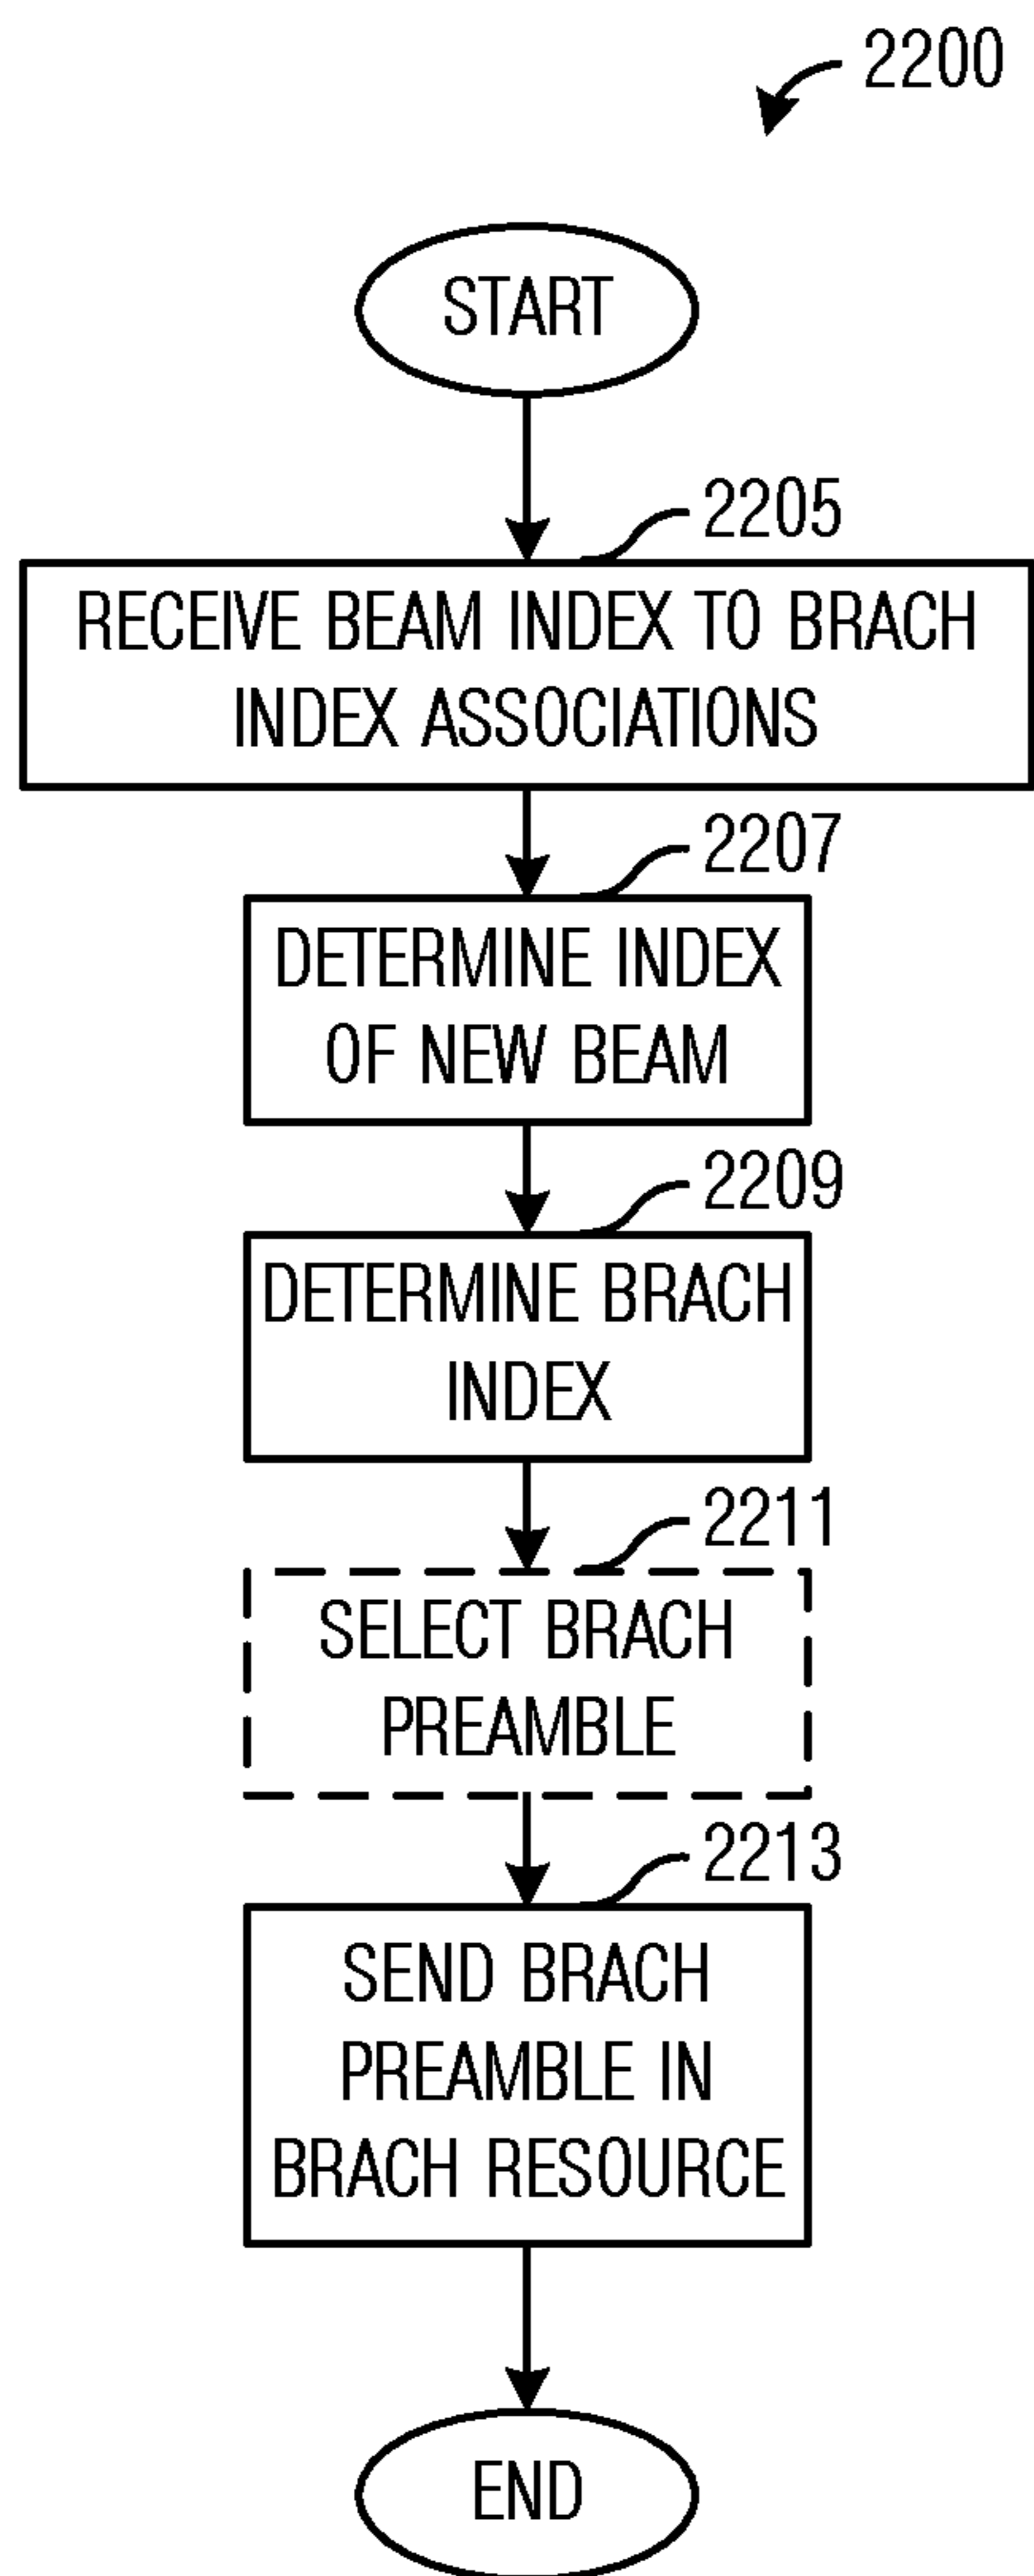 2200
START
2205
RECEIVE BEAM INDEX TO BRACH
INDEX ASSOCIATIONS
2207
DETERMINE INDEX
OF NEW BEAM
2209
DETERMINE BRACH
INDEX
2211
SELECT BRACH
PREAMBLE
2213
SEND BRACH
PREAMBLE IN
BRACH RESOURCE
END